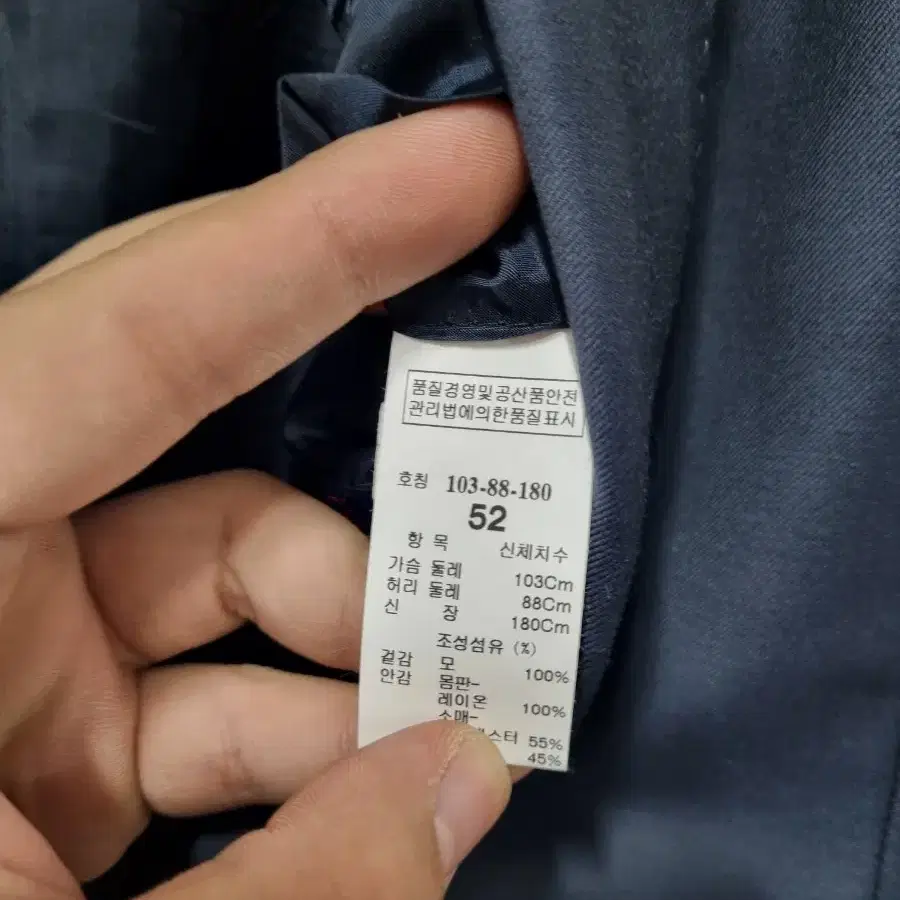 품질경영및공산품안전
관리법에의한품질표시
호칭 103-88-180
52
항 목 신체치수
가슴 둘레 103Cm
허리 둘레 88Cm
신 장 180Cm
조성섬유 (%)
겉감 모 100%
안감 몸판-
레이온 100%
소매-
55%
45%